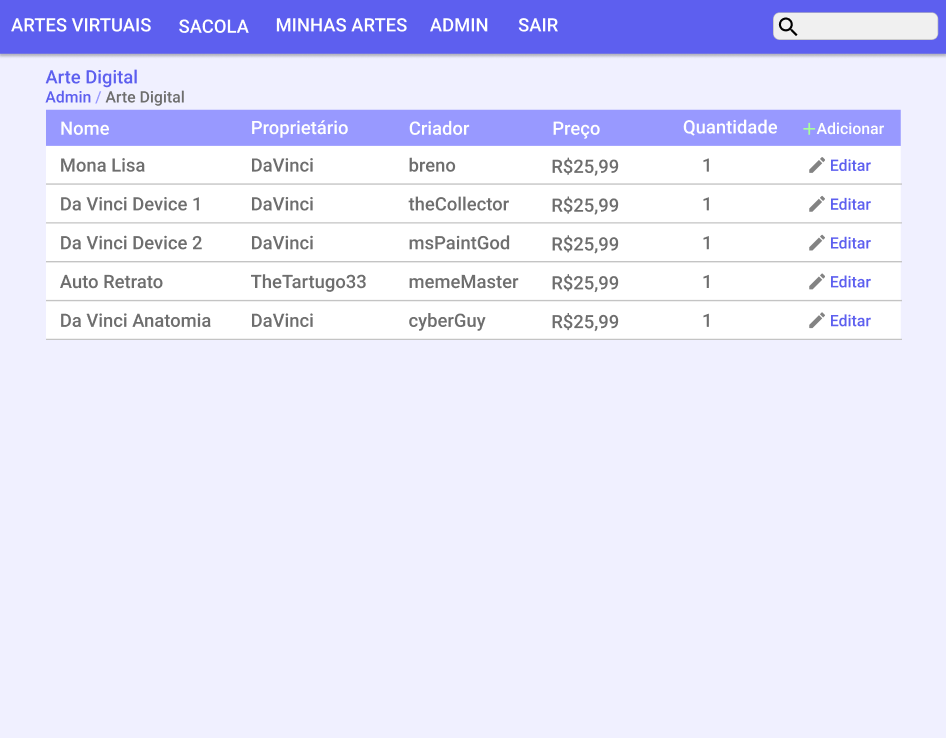 ARTES VIRTUAIS SACOLA MINHAS ARTES ADMIN SAIR
Arte Digital
Admin / Arte Digital
Nome Proprietário Criador Preço Quantidade +Adicionar
Mona Lisa DaVinci breno R$25,99 1 Editar
Da Vinci Device 1 DaVinci theCollector R$25,99 1 Editar
Da Vinci Device 2 DaVinci msPaintGod R$25,99 1 Editar
Auto Retrato TheTartugo33 memeMaster R$25,99 1 Editar
Da Vinci Anatomia DaVinci cyberGuy R$25,99 1 Editar